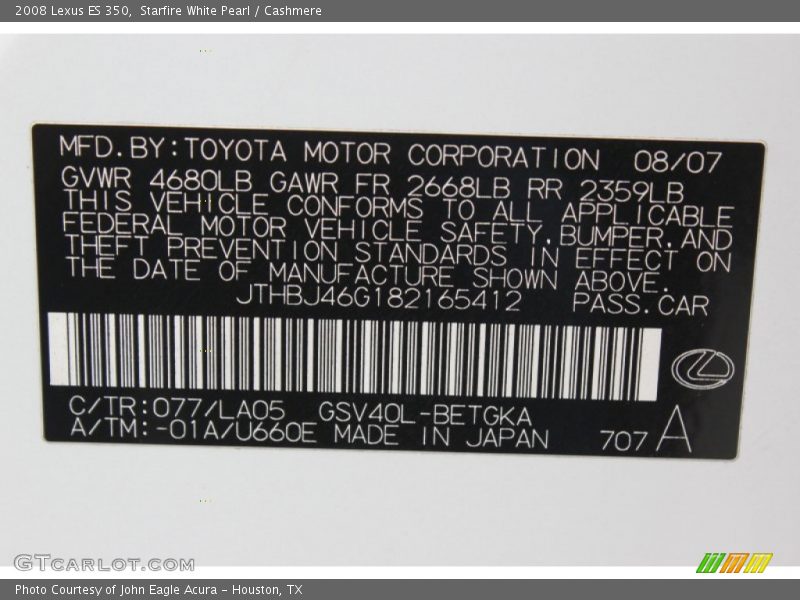 2008 Lexus ES 350,  Starfire White Pearl / Cashmere
MFD.BY:TOYOTA MOTOR CORPORATION 08/07
GVWR 4680LB GAWR FR 2668LB RR 2359LB
THIS VEHICLE CONFORMS TO ALL APPLICABLE
FEDERAL MOTOR VEHICLE SAFETY,BUMPER,AND
THEFT PREVENTION STANDARDS IN EFFECT ON
THE DATE OF MANUFACTURE SHOWN ABOVE.
JTHBJ46G182165412 PASS.CAR
C/TR:077/LA05 GSV40L-BETGKA
A/TM:-01A/U660E MADE IN JAPAN 707 A
GTCARLOT.COM
Photo Courtesy of John Eagle Acura - Houston, TX